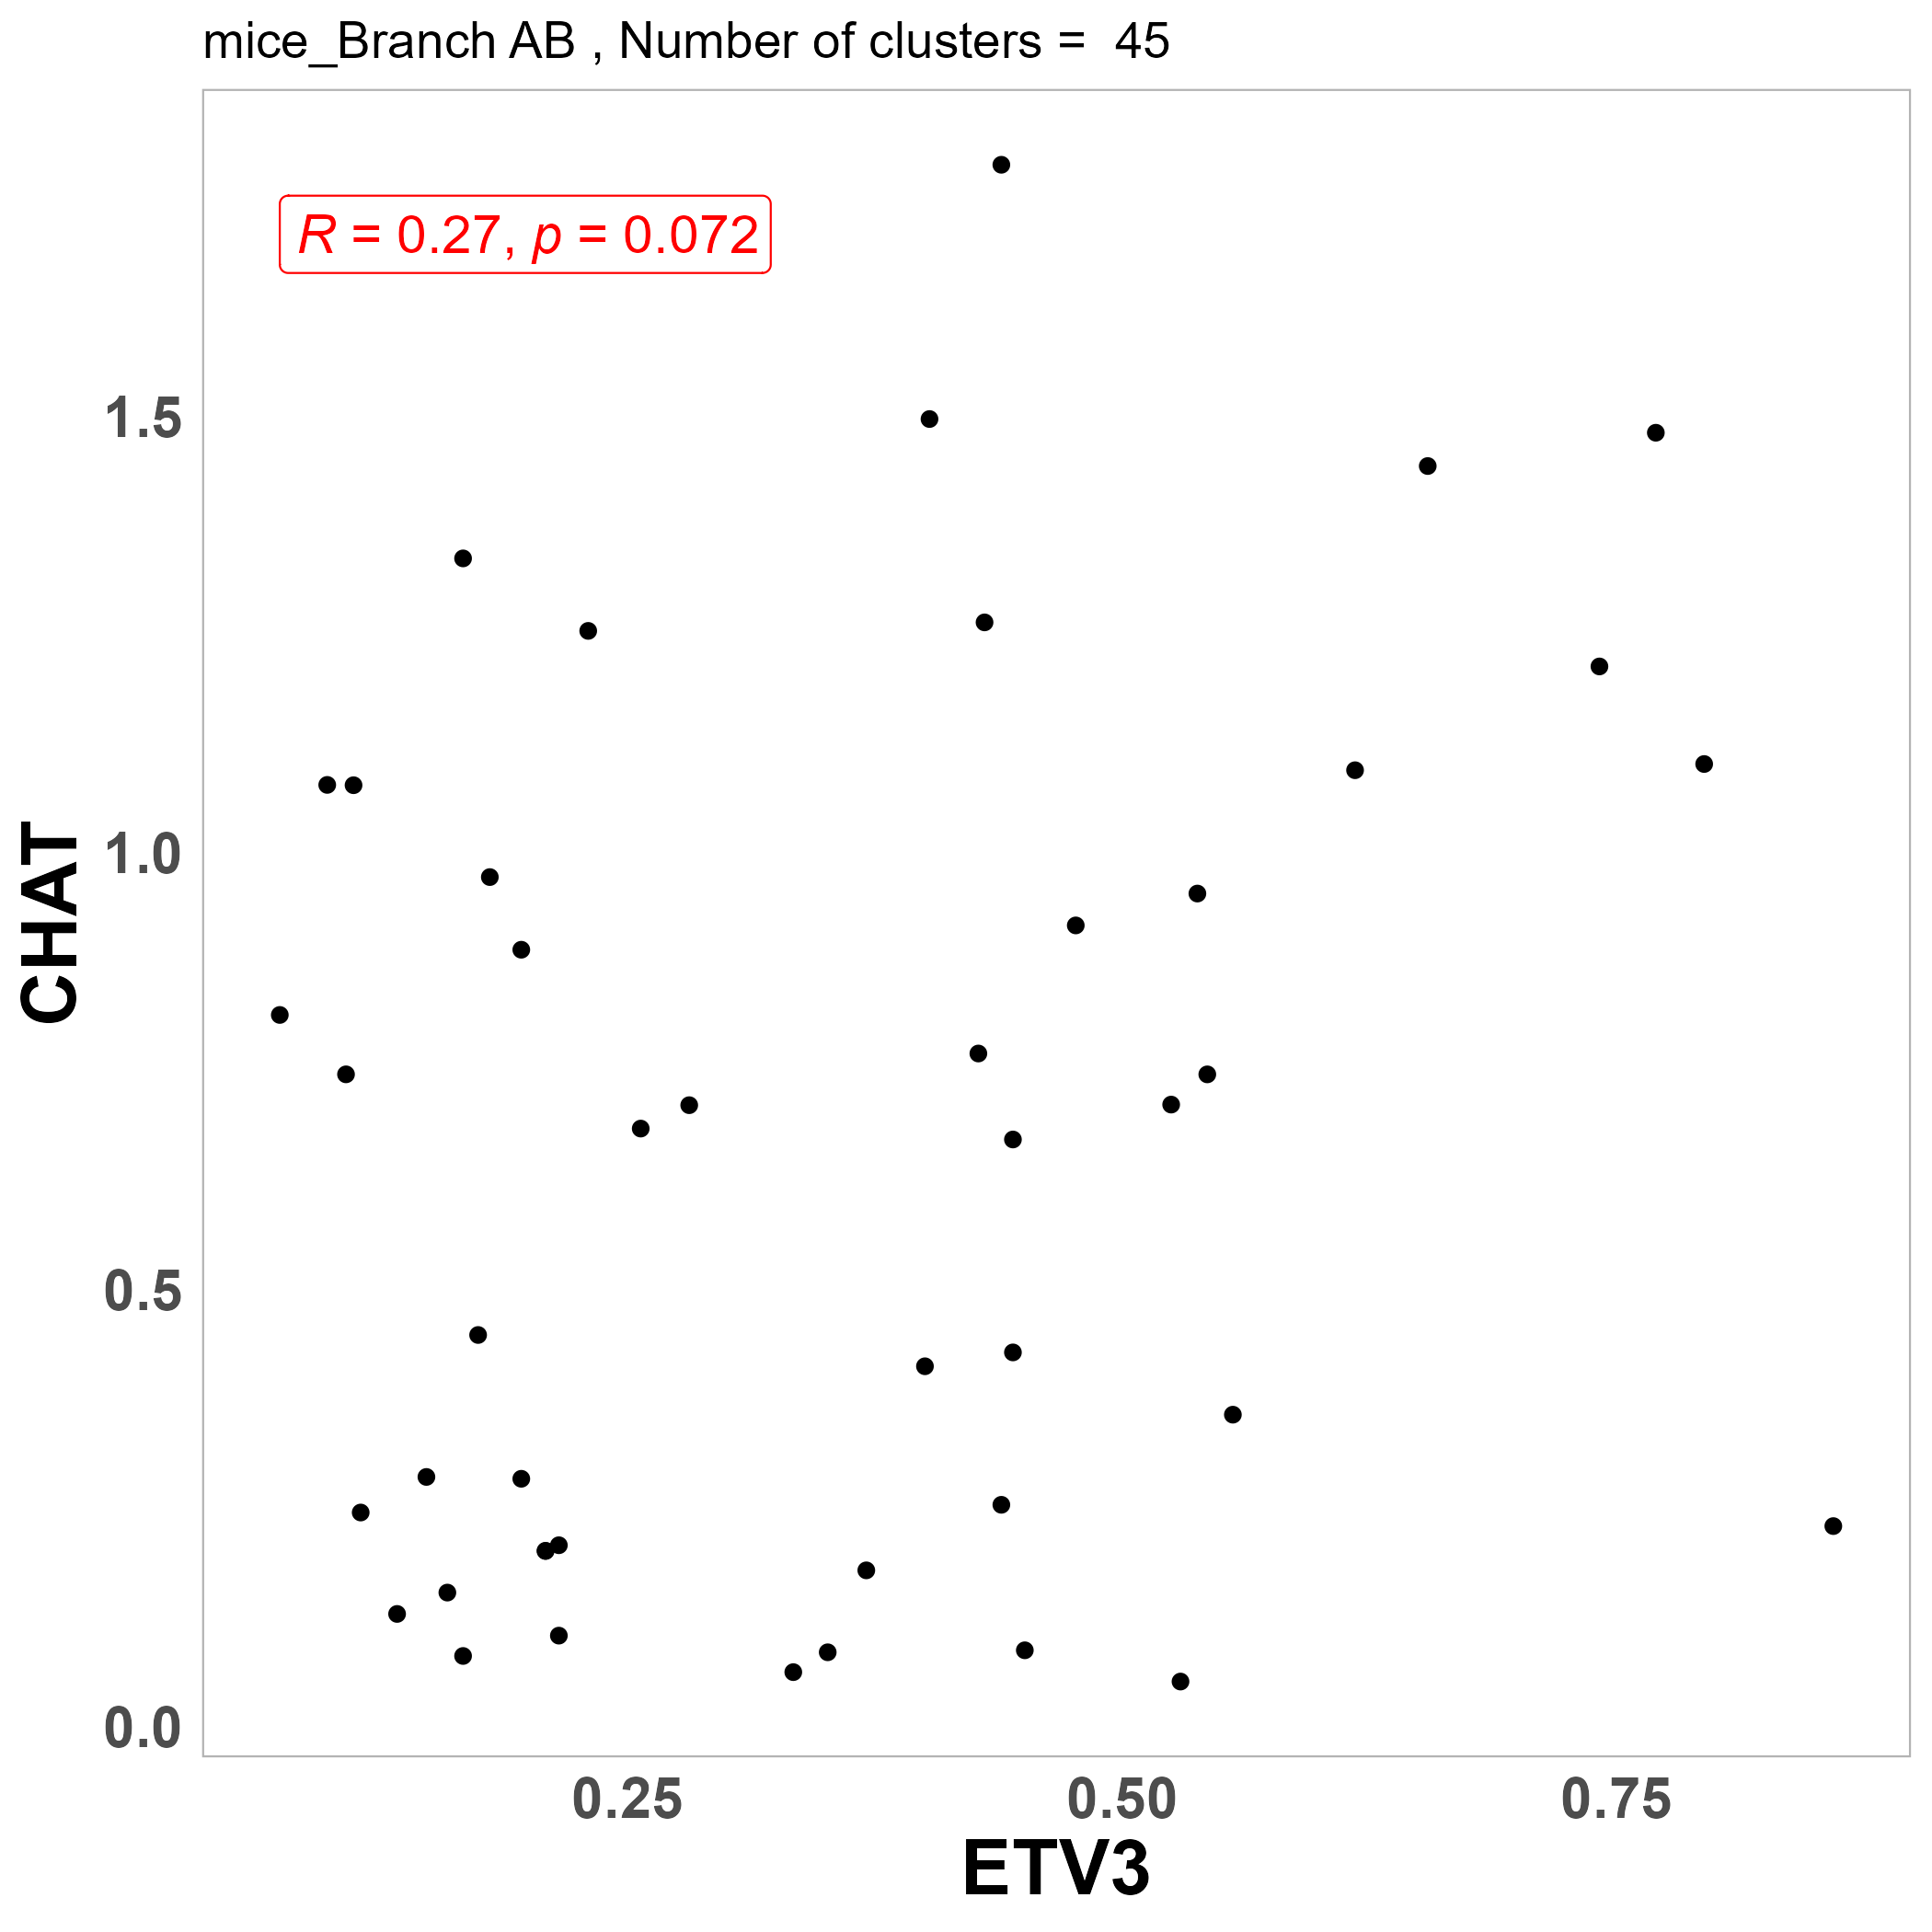 mice_Branch AB , Number of clusters =  45
R = 0.27, p = 0.072
1.5
1.0
0.5
0.0
CHAT
0.25 0.50 0.75
ETV3